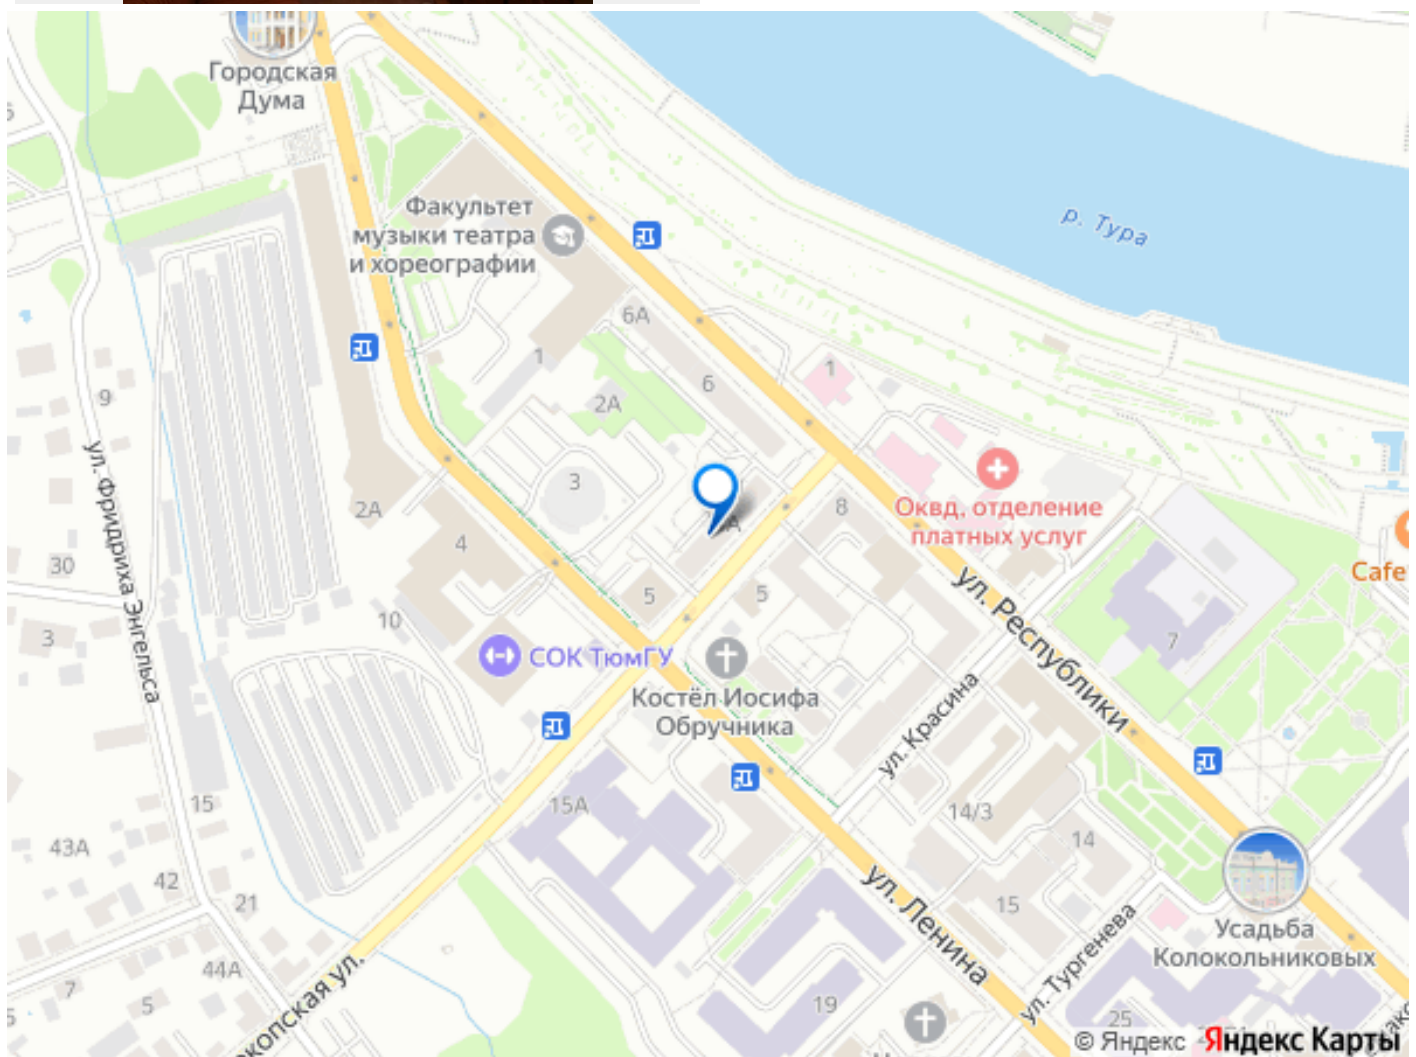 Городская
Дума
р. Тура
Факультет
музыки театра
и хореографии
6А
1
6
1
9
2А
3
2А
8
Оквд, отделение
платных услуг
4
ул. Фридриха Энгельса
30
Cafe
5
5
ул. Республики
10
3
7
СОК ТюмГУ
Костёл Иосифа
Обручника
ул. Красина
15
15А
14/3
14
43А
42
21
ул. Ленина
15
Усадьба
Колокольниковых
ул. Тургенева
44А
7
5
копская ул.
19
25
© Яндекс Яндекс Карты